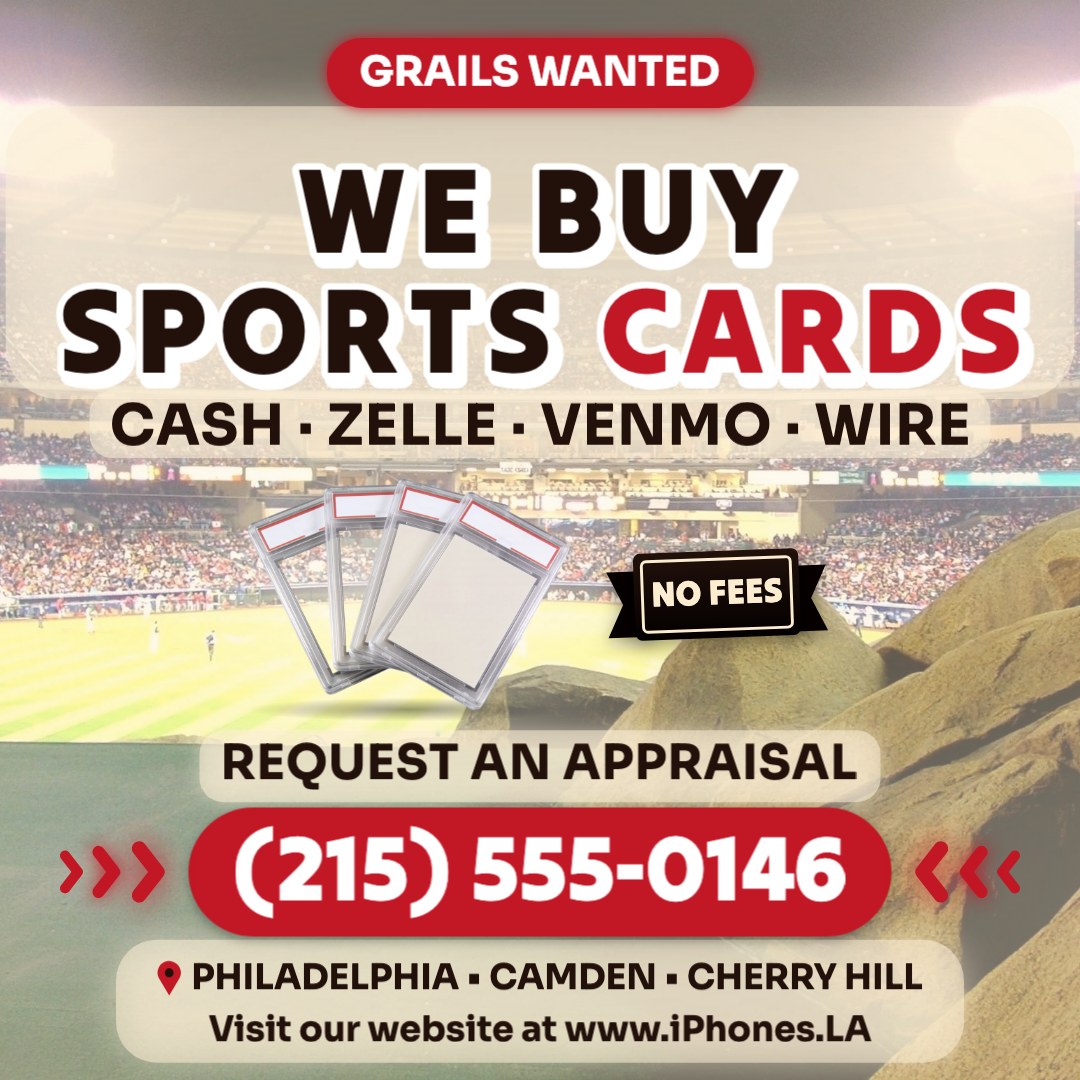 GRAILS WANTED
WE BUY
SPORTS CARDS
CASH · ZELLE · VENMO · WIRE
NO FEES
REQUEST AN APPRAISAL
(215) 555-0146
PHILADELPHIA ▪ CAMDEN ▪ CHERRY HILL
Visit our website at www.iPhones.LA